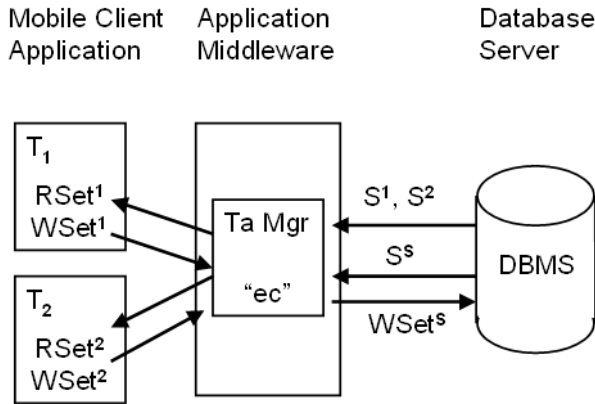 Mobile Client
Application
Application
Middleware
Database
Server
T₁
RSet¹
WSet¹
T₂
RSet²
WSet²
Ta Mgr
“ec”
S¹, S²
Sˢ
WSetˢ
DBMS